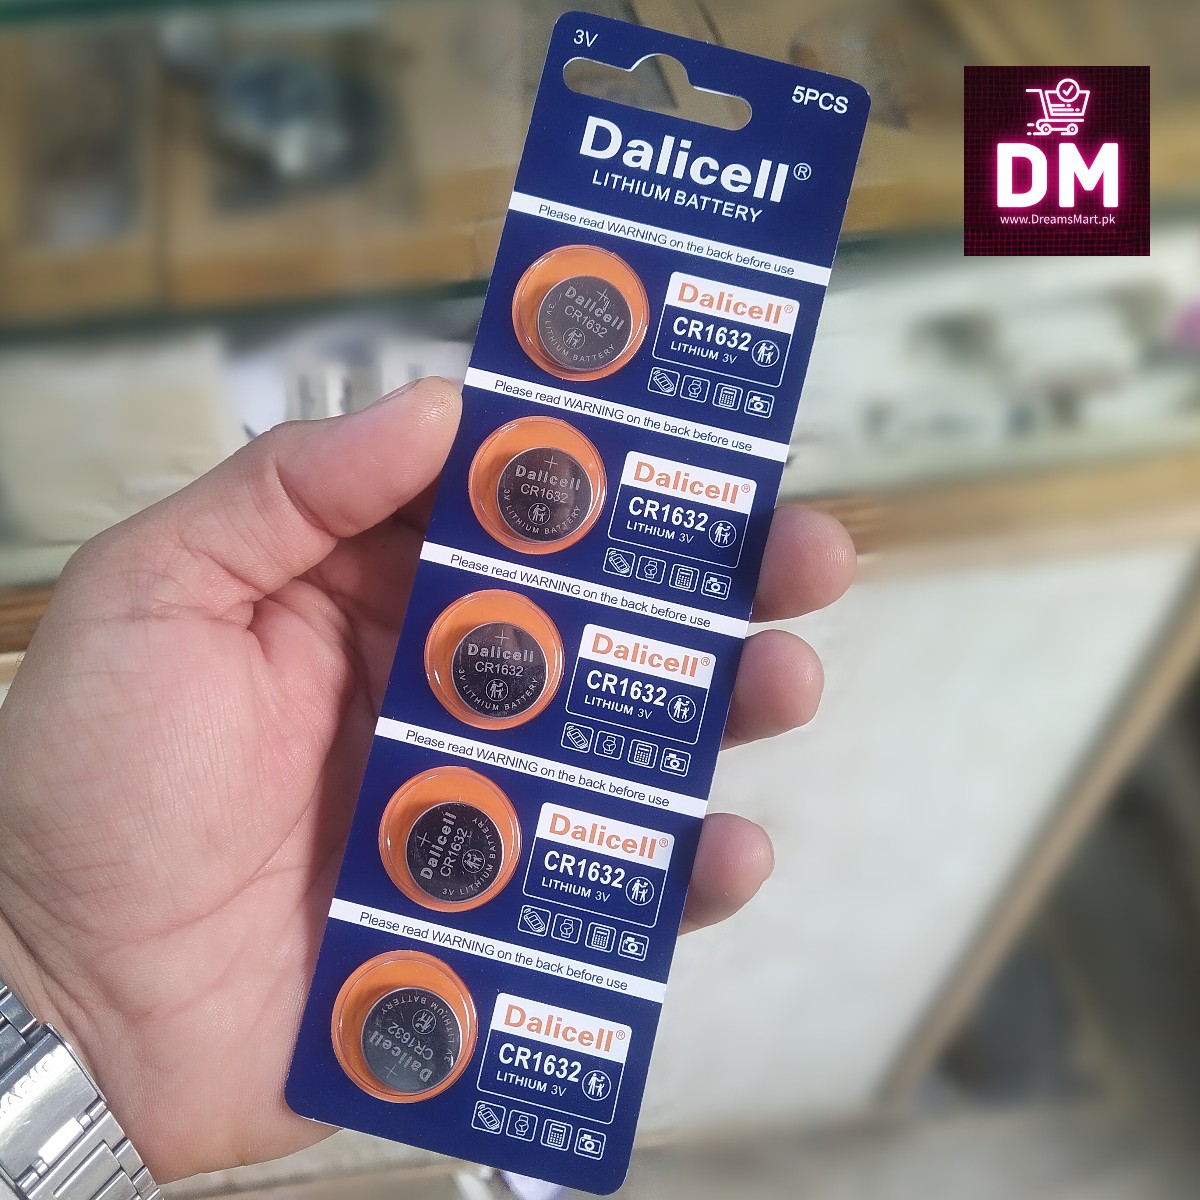 3V
5PCS
Dalicell®
LITHIUM BATTERY
DM
www.DreamsMart.pk
Please read WARNING on the back before use
Dalicell
CR1632
3V LITHIUM BATTERY
Dalicell®
CR1632
LITHIUM 3V
Please read WARNING on the back before use
Dalicell
CR1632
3V LITHIUM BATTERY
Dalicell®
CR1632
LITHIUM 3V
Please read WARNING on the back before use
Dalicell
CR1632
3V LITHIUM BATTERY
Dalicell®
CR1632
LITHIUM 3V
Please read WARNING on the back before use
Dalicell
CR1632
3V LITHIUM BATTERY
Dalicell®
CR1632
LITHIUM 3V
Please read WARNING on the back before use
Dalicell
CR1632
3V LITHIUM BATTERY
Dalicell®
CR1632
LITHIUM 3V